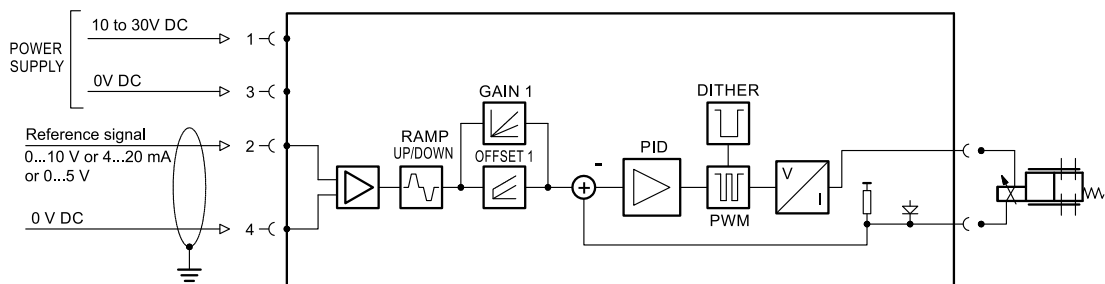 POWER
SUPPLY
10 to 30V DC
1
0V DC
3
Reference signal
0...10 V or 4...20 mA
or 0...5 V
2
0 V DC
4
RAMP
UP/DOWN
GAIN 1
OFFSET 1
-
+
PID
DITHER
PWM
V
I